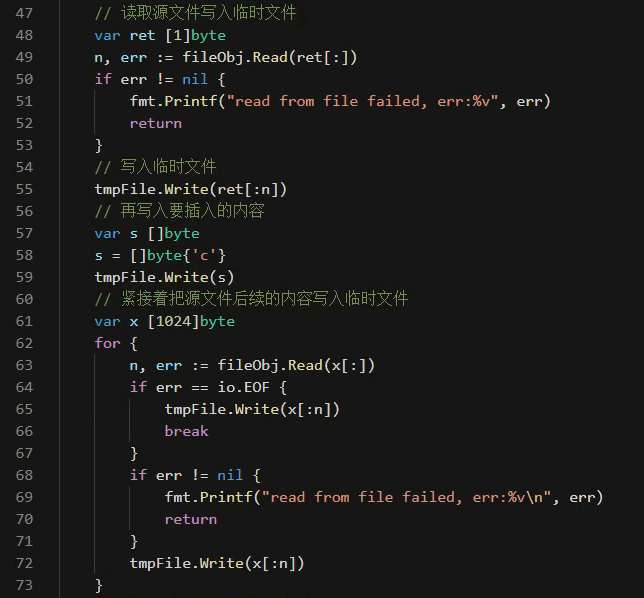 47 // 读取源文件写入临时文件
48 var ret [1]byte
49 n, err := fileObj.Read(ret[:])
50 if err != nil {
51 fmt.Printf("read from file failed, err:%v", err)
52 return
53 }
54 // 写入临时文件
55 tmpFile.Write(ret[:n])
56 // 再写入要插入的内容
57 var s []byte
58 s = []byte{'c'}
59 tmpFile.Write(s)
60 // 紧接着把源文件后续的内容写入临时文件
61 var x [1024]byte
62 for {
63 n, err := fileObj.Read(x[:])
64 if err == io.EOF {
65 tmpFile.Write(x[:n])
66 break
67 }
68 if err != nil {
69 fmt.Printf("read from file failed, err:%v\n", err)
70 return
71 }
72 tmpFile.Write(x[:n])
73 }